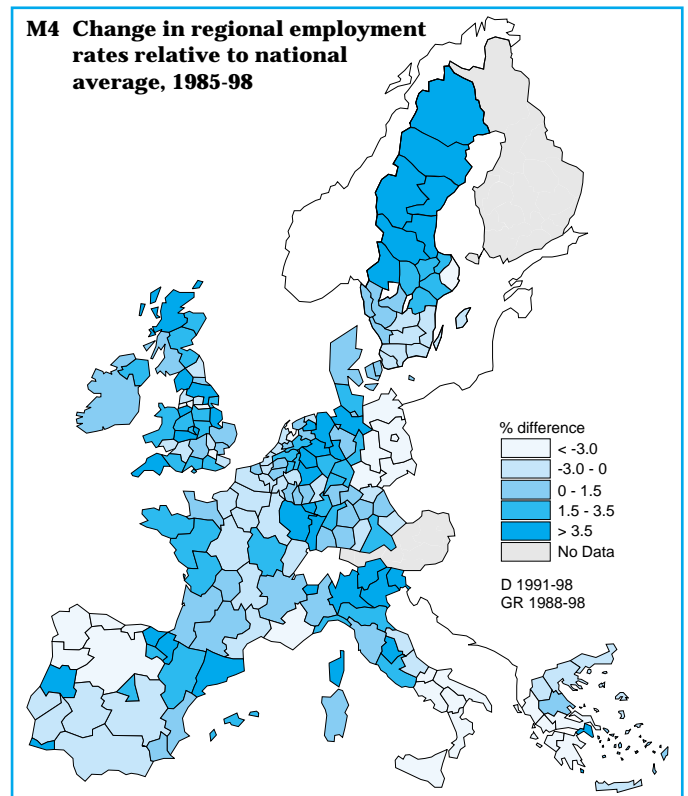 M4 Change in regional employment
rates relative to national
average, 1985-98
% difference
< -3.0
-3.0 - 0
0 - 1.5
1.5 - 3.5
> 3.5
No Data
D 1991-98
GR 1988-98